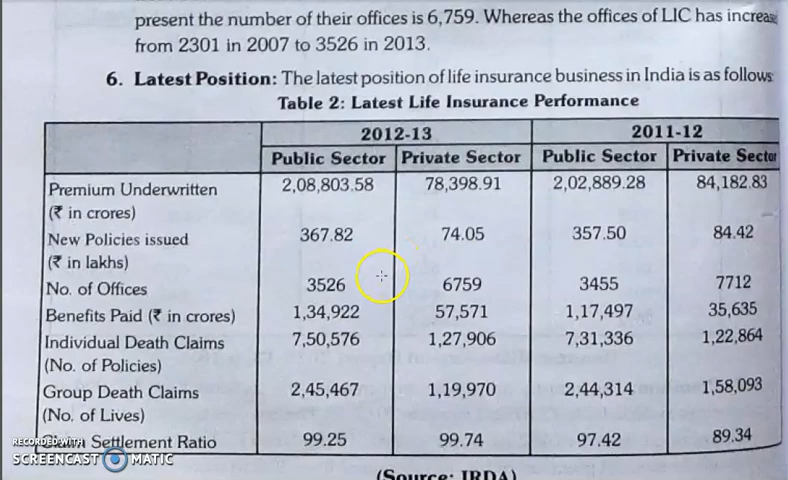 present the number of their offices is 6,759. Whereas the offices of LIC has increas
from 2301 in 2007 to 3526 in 2013.
6. Latest Position: The latest position of life insurance business in India is as follows
Table 2: Latest Life Insurance Performance
2012-13 2011-12
Public Sector Private Sector Public Sector Private Sector
Premium Underwritten 2,08,803.58 78,398.91 2,02,889.28 84,182.83
(₹ in crores)
New Policies issued 367.82 74.05 357.50 84.42
(₹ in lakhs)
No. of Offices 3526 6759 3455 7712
Benefits Paid (₹ in crores) 1,34,922 57,571 1,17,497 35,635
Individual Death Claims 7,50,576 1,27,906 7,31,336 1,22,864
(No. of Policies)
Group Death Claims 2,45,467 1,19,970 2,44,314 1,58,093
(No. of Lives)
Settlement Ratio 99.25 99.74 97.42 89.34
RECORDED WITH
SCREENCAST MATIC
(Source: IRDA)